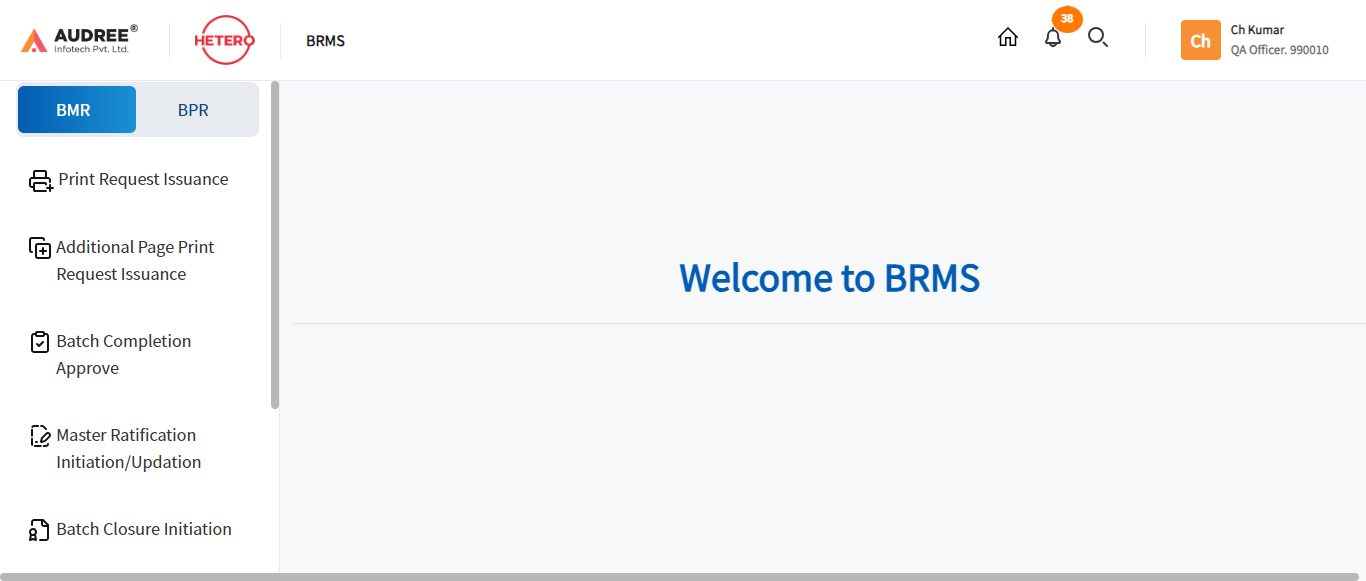 AUDREE®
Infotech Pvt. Ltd.
HETERO
BRMS
38
Ch
Ch Kumar
QA Officer. 990010
BMR
BPR
Print Request Issuance
Additional Page Print
Request Issuance
Batch Completion
Approve
Master Ratification
Initiation/Updation
Batch Closure Initiation
Welcome to BRMS